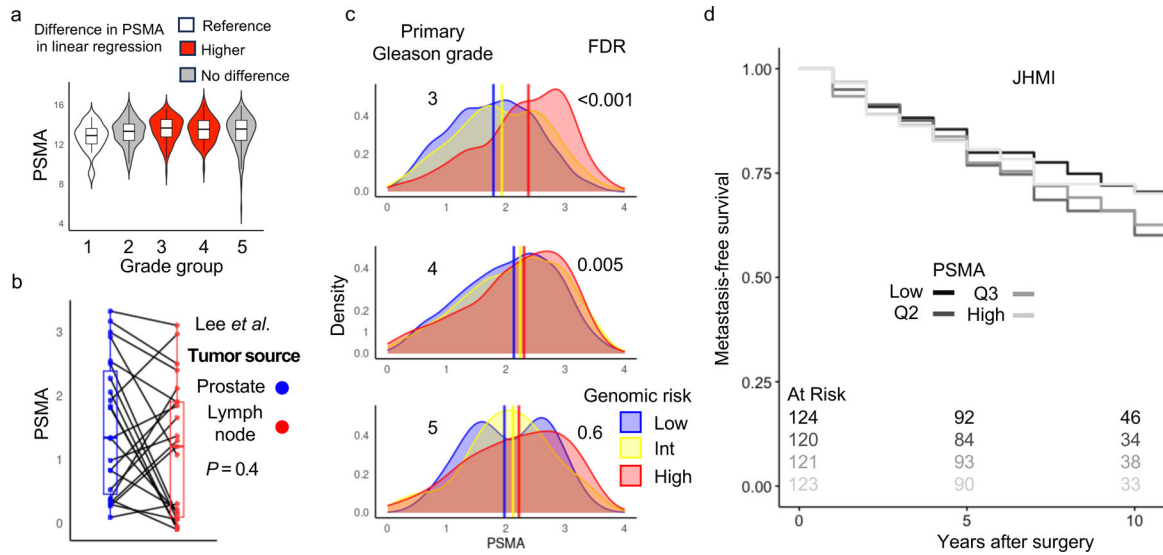 a
Difference in PSMA
in linear regression
Reference
Higher
No difference
PSMA
16
12
8
4
1 2 3 4 5
Grade group
b
Lee et al.
Tumor source
Prostate
Lymph
node
P = 0.4
PSMA
3
2
1
0
c
Primary
Gleason grade
FDR
3
<0.001
0.4
0.2
0.0
0 1 2 3 4
4
0.005
0.4
0.2
1
0.0
0 1 2 3 4
Density
Genomic risk
Low
Int
High
5
0.6
0.4
0.2
0.0
0 1 2 3 4
PSMA
d
JHMI
Metastasis-free survival
1.00
0.75
0.50
0.25
0.00
PSMA
Low Q3
Q2 High
At Risk
124 92 46
120 84 34
121 93 38
123 90 33
0 5 10
Years after surgery